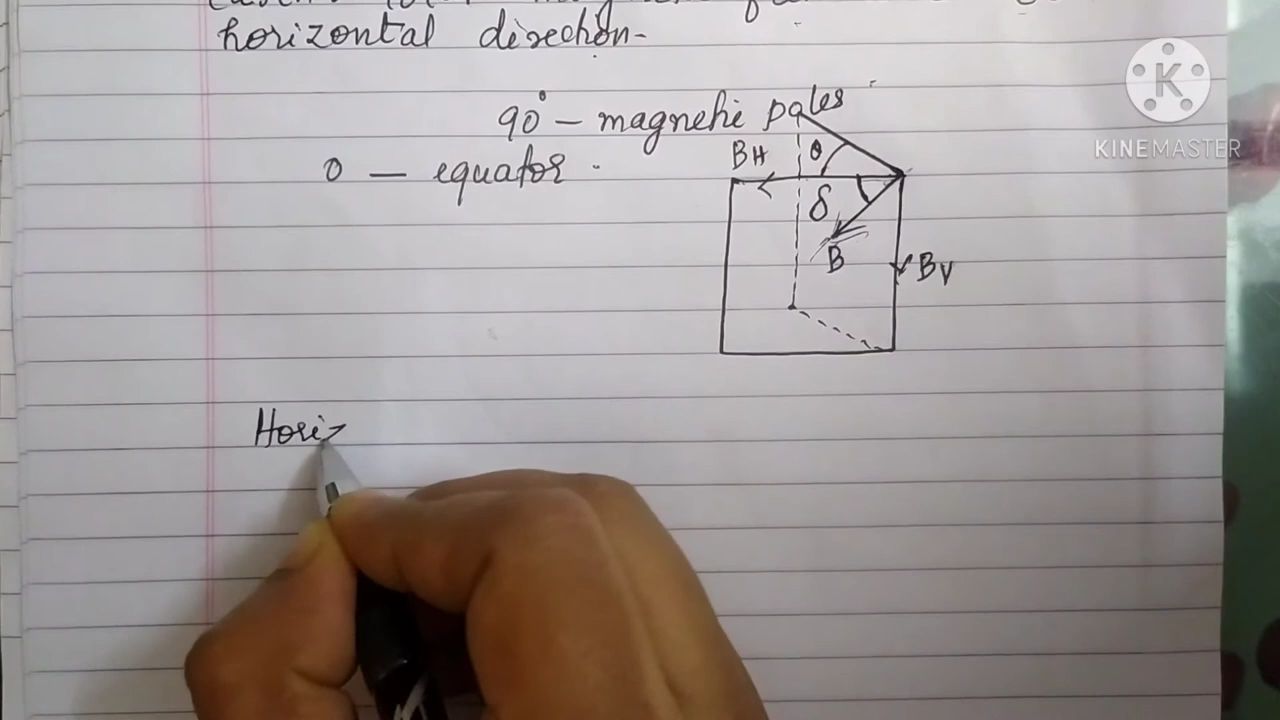 horizontal direction-
90° - magnetic poles
0 - equator
BH
θ
δ
B
BV
Horiz
K
KINEMASTER